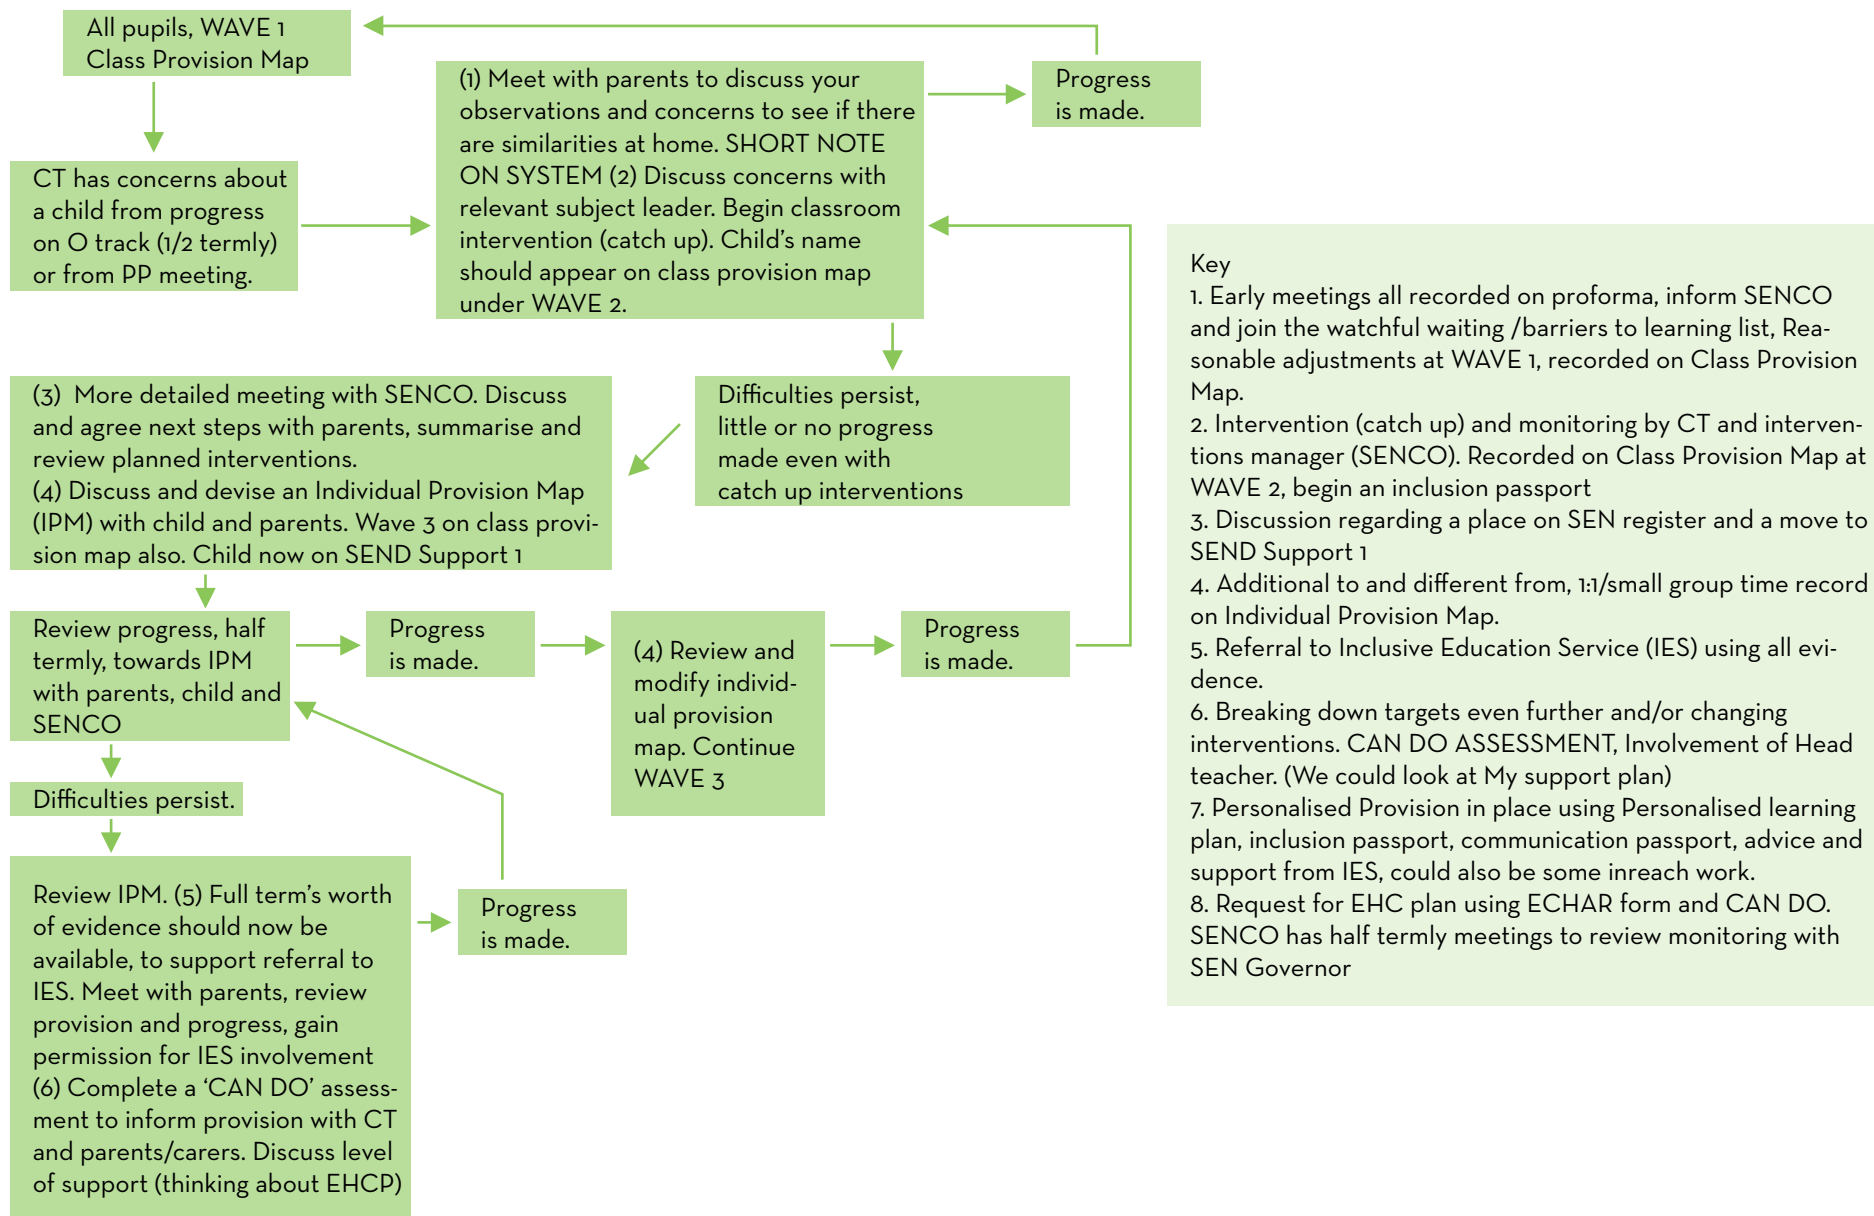 All pupils, WAVE 1
Class Provision Map
(1) Meet with parents to discuss your
observations and concerns to see if there
are similarities at home. SHORT NOTE
ON SYSTEM (2) Discuss concerns with
relevant subject leader. Begin classroom
intervention (catch up). Child's name
should appear on class provision map
under WAVE 2.
Progress
is made.
CT has concerns about
a child from progress
on O track (1/2 termly)
or from PP meeting.
Difficulties persist,
little or no progress
made even with
catch up interventions
(3) More detailed meeting with SENCO. Discuss
and agree next steps with parents, summarise and
review planned interventions.
(4) Discuss and devise an Individual Provision Map
(IPM) with child and parents. Wave 3 on class provi-
sion map also. Child now on SEND Support 1
Review progress, half
termly, towards IPM
with parents, child and
SENCO
Progress
is made.
(4) Review and
modify individ-
ual provision
map. Continue
WAVE 3
Progress
is made.
Difficulties persist.
Review IPM. (5) Full term's worth
of evidence should now be
available, to support referral to
IES. Meet with parents, review
provision and progress, gain
permission for IES involvement
(6) Complete a ‘CAN DO’ assess-
ment to inform provision with CT
and parents/carers. Discuss level
of support (thinking about EHCP)
Progress
is made.
Key
1. Early meetings all recorded on proforma, inform SENCO
and join the watchful waiting /barriers to learning list, Rea-
sonable adjustments at WAVE 1, recorded on Class Provision
Map.
2. Intervention (catch up) and monitoring by CT and interven-
tions manager (SENCO). Recorded on Class Provision Map at
WAVE 2, begin an inclusion passport
3. Discussion regarding a place on SEN register and a move to
SEND Support 1
4. Additional to and different from, 1:1/small group time record
on Individual Provision Map.
5. Referral to Inclusive Education Service (IES) using all evi-
dence.
6. Breaking down targets even further and/or changing
interventions. CAN DO ASSESSMENT, Involvement of Head
teacher. (We could look at My support plan)
7. Personalised Provision in place using Personalised learning
plan, inclusion passport, communication passport, advice and
support from IES, could also be some inreach work.
8. Request for EHC plan using ECHAR form and CAN DO.
SENCO has half termly meetings to review monitoring with
SEN Governor